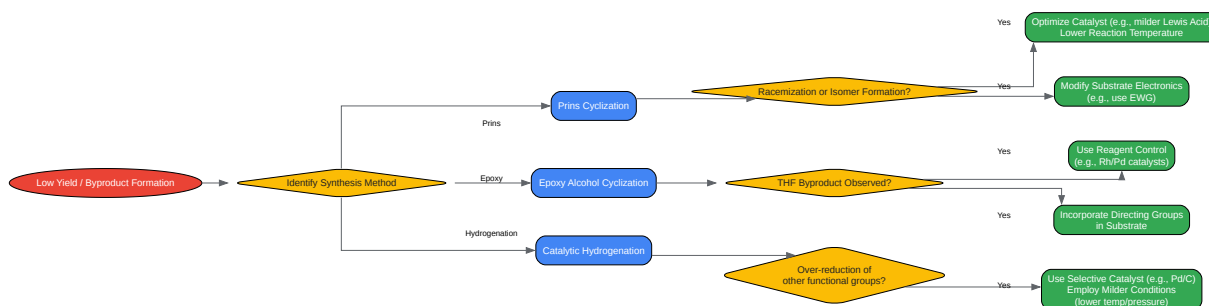 Low Yield / Byproduct Formation
Identify Synthesis Method
Prins
Epoxy
Hydrogenation
Prins Cyclization
Epoxy Alcohol Cyclization
Catalytic Hydrogenation
Racemization or Isomer Formation?
THF Byproduct Observed?
Over-reduction of
other functional groups?
Yes
Optimize Catalyst (e.g., milder Lewis Acid)
Lower Reaction Temperature
Yes
Modify Substrate Electronics
(e.g., use EWG)
Yes
Use Reagent Control
(e.g., Rh/Pd catalysts)
Yes
Incorporate Directing Groups
in Substrate
Yes
Use Selective Catalyst (e.g., Pd/C)
Employ Milder Conditions
(lower temp/pressure)